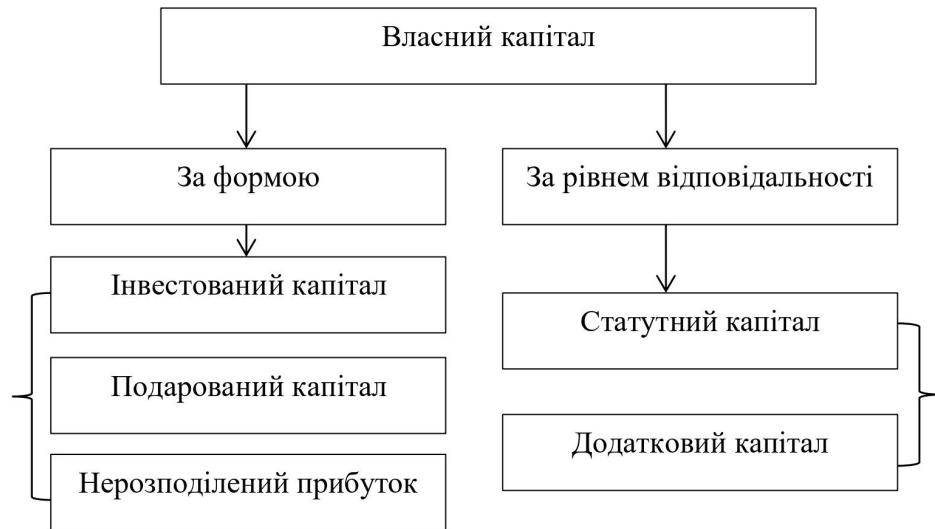 Власний капітал
За формою
За рівнем відповідальності
Інвестований капітал
Статутний капітал
Подарований капітал
Додатковий капітал
Нерозподілений прибуток